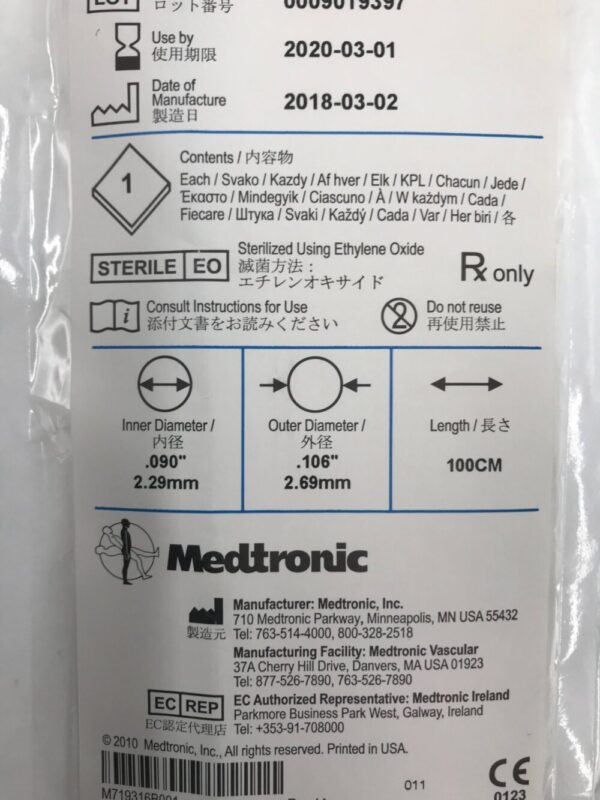 LOT ロット番号 0009019397
Use by
使用期限 2020-03-01
Date of
Manufacture
製造日 2018-03-02
Contents / 内容物
1
Each / Svako / Kazdy / Af hver / Elk / KPL / Chacun / Jede /
Έκαστο / Mindegyik / Ciascuno / À / W każdym / Cada /
Fiecare / Штука / Svaki / Každý / Cada / Var / Her biri / 各
STERILE EO
Sterilized Using Ethylene Oxide
滅菌方法：
エチレンオキサイド
Rx only
i
Consult Instructions for Use
添付文書をお読みください
2
Do not reuse
再使用禁止
Inner Diameter /
内径
.090"
2.29mm
Outer Diameter /
外径
.106"
2.69mm
Length / 長さ
100CM
Medtronic
製造元
Manufacturer: Medtronic, Inc.
710 Medtronic Parkway, Minneapolis, MN USA 55432
Tel: 763-514-4000, 800-328-2518
Manufacturing Facility: Medtronic Vascular
37A Cherry Hill Drive, Danvers, MA USA 01923
Tel: 877-526-7890, 763-526-7890
EC REP
EC認定代理店
EC Authorized Representative: Medtronic Ireland
Parkmore Business Park West, Galway, Ireland
Tel: +353-91-708000
© 2010 Medtronic, Inc., All rights reserved. Printed in USA.
M719316B001
011
CE
0123